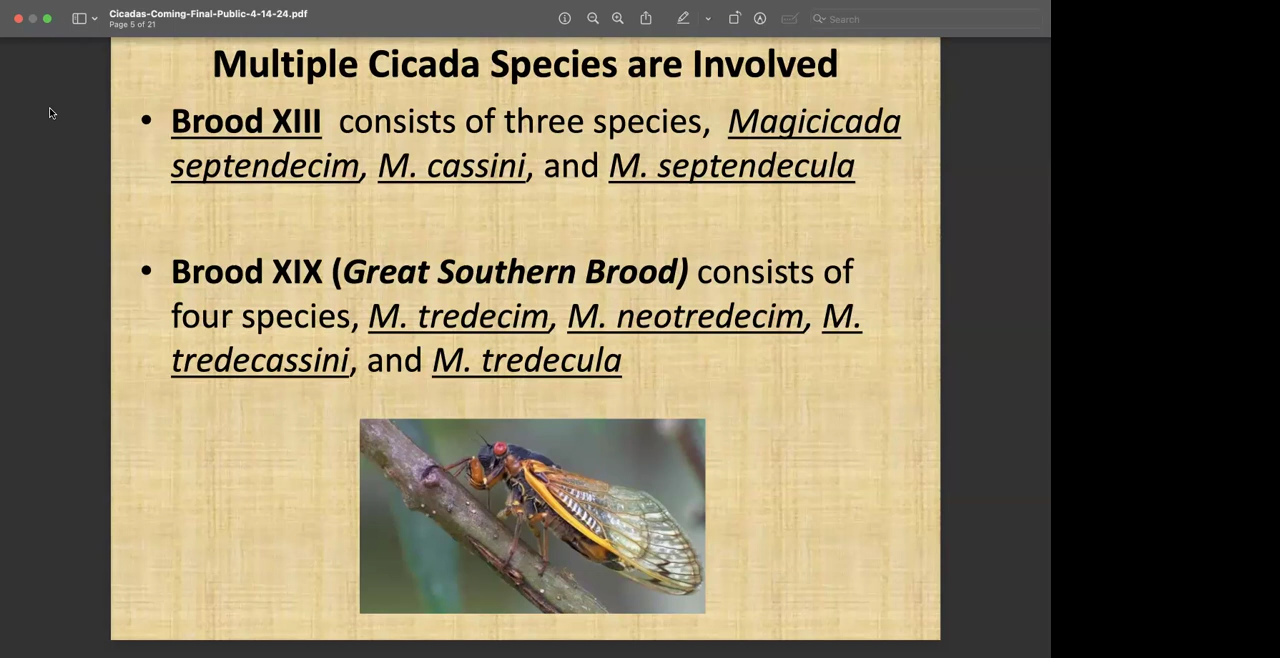 Cicadas-Coming-Final-Public-4-14-24.pdf
Page 5 of 21
Search
Multiple Cicada Species are Involved
• Brood XIII consists of three species, Magicicada
septendecim, M. cassini, and M. septendecula
• Brood XIX (Great Southern Brood) consists of
four species, M. tredecim, M. neotredecim, M.
tredecassini, and M. tredecula